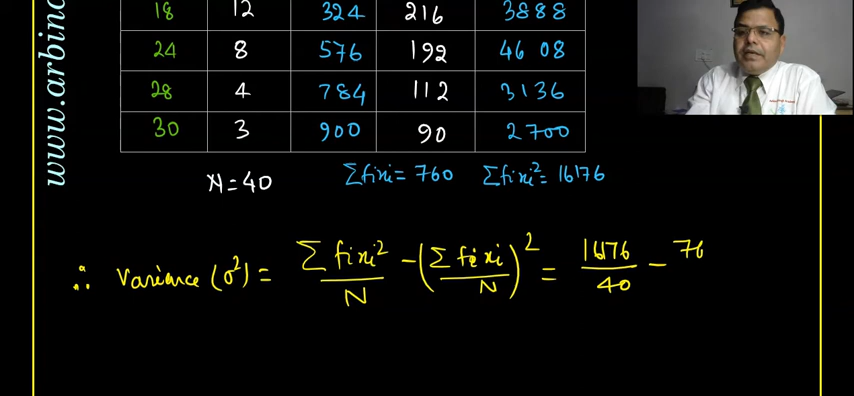 www.arbind
18 12 324 216 3888
24 8 576 192 4608
28 4 784 112 3136
30 3 900 90 2700
N=40 Σfixi=760 Σfixi²=16176
∴ Variance (σ²) = Σfixi²/N - (Σfixi/N)² = 1676/40 - 76